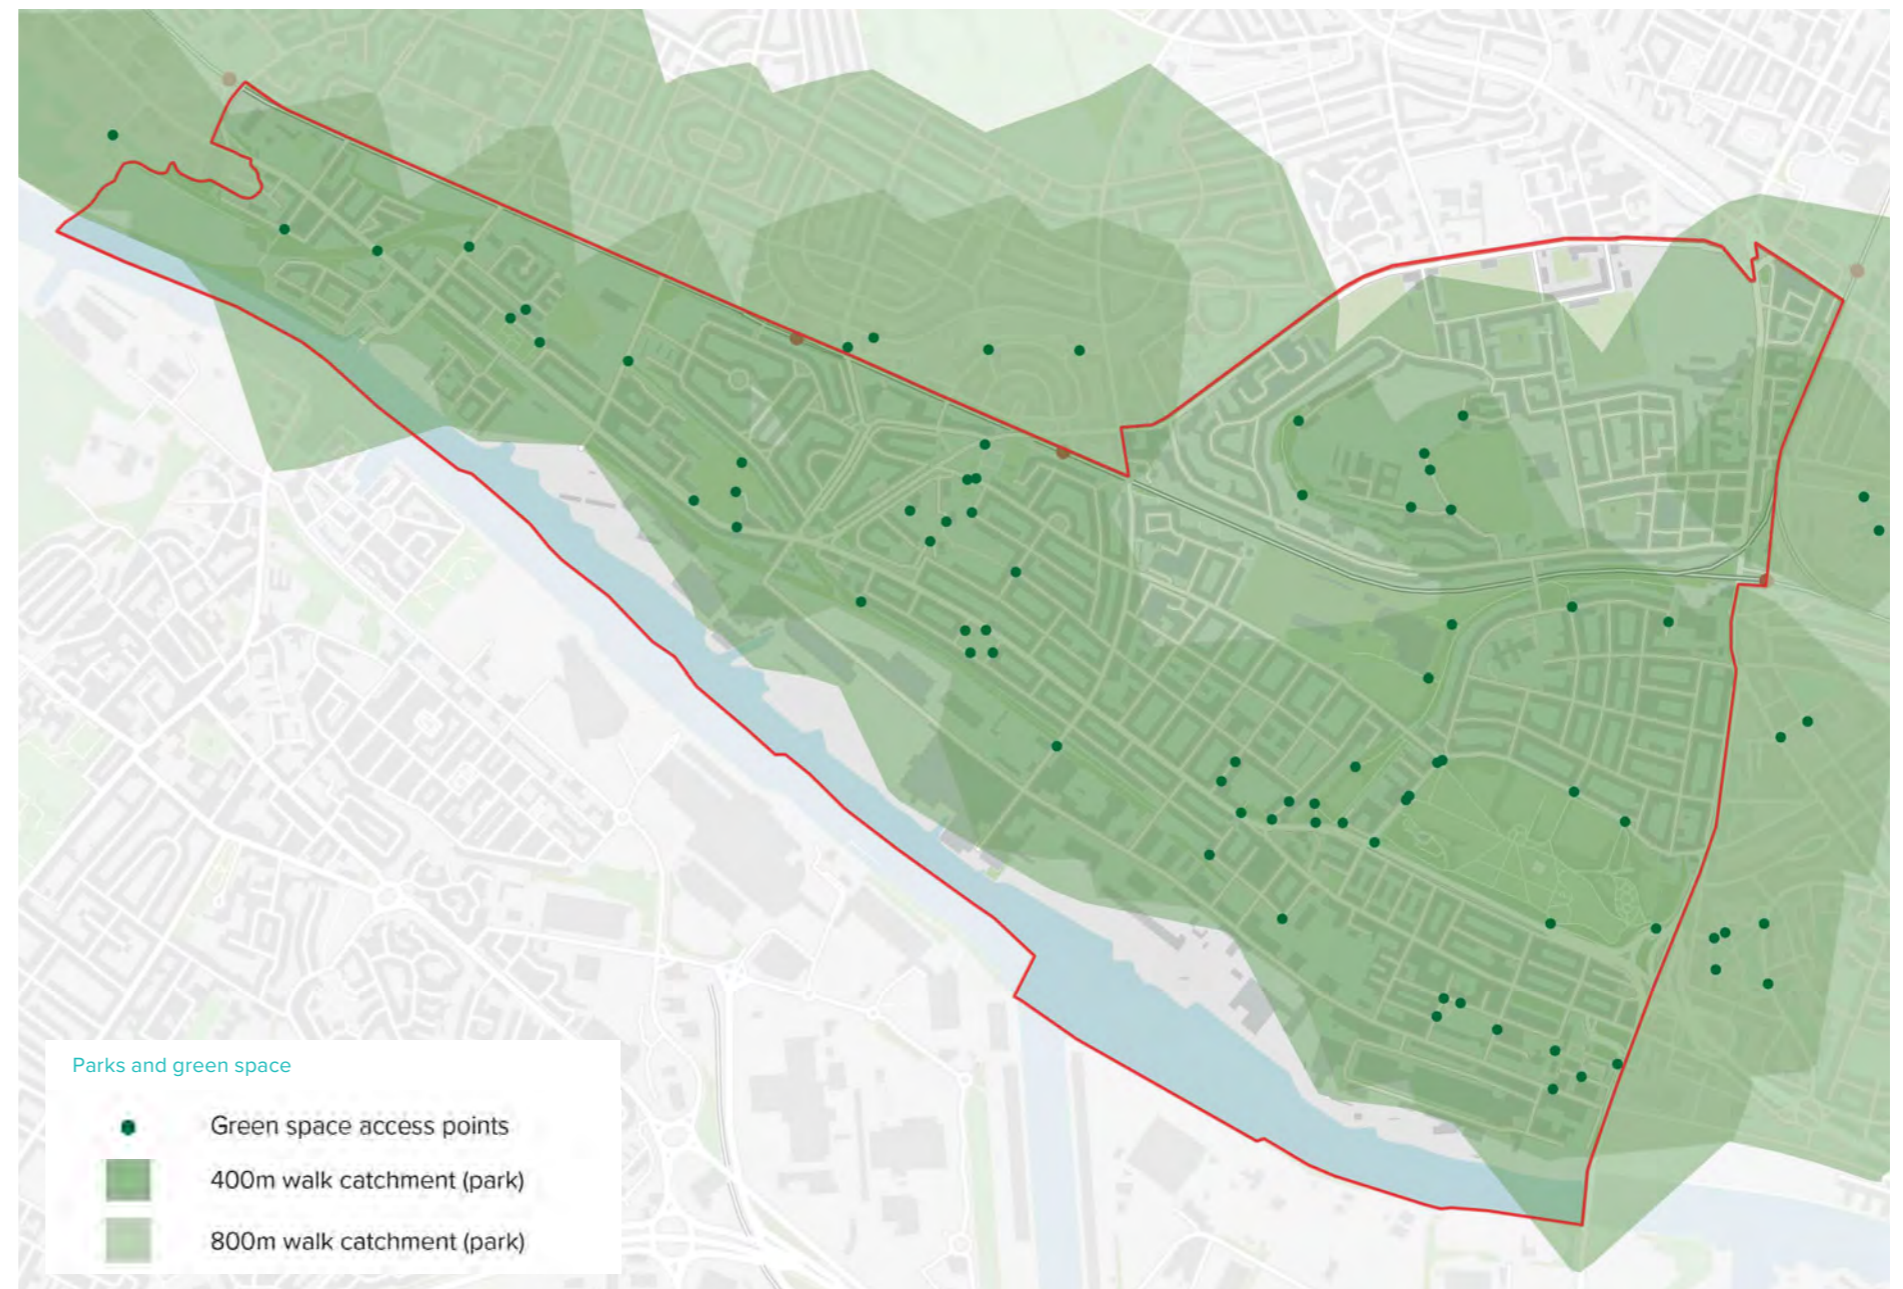 Parks and green space
Green space access points
400m walk catchment (park)
800m walk catchment (park)